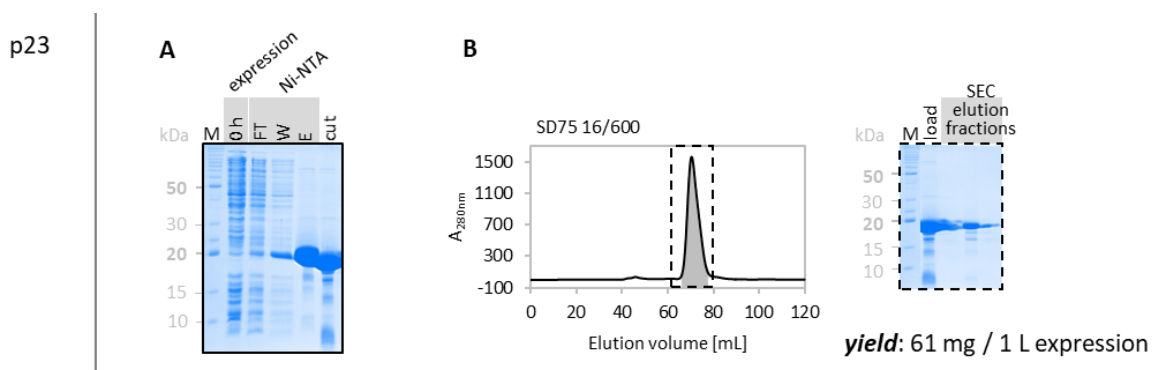 p23
A
expression
Ni-NTA
kDa M 0 h FT W E cut
50
30
20
15
10
B
SD75 16/600
A280nm
1500
1100
700
300
-100
0 20 40 60 80 100 120
Elution volume [mL]
SEC
elution
fractions
kDa M load
50
30
20
15
10
yield: 61 mg / 1 L expression